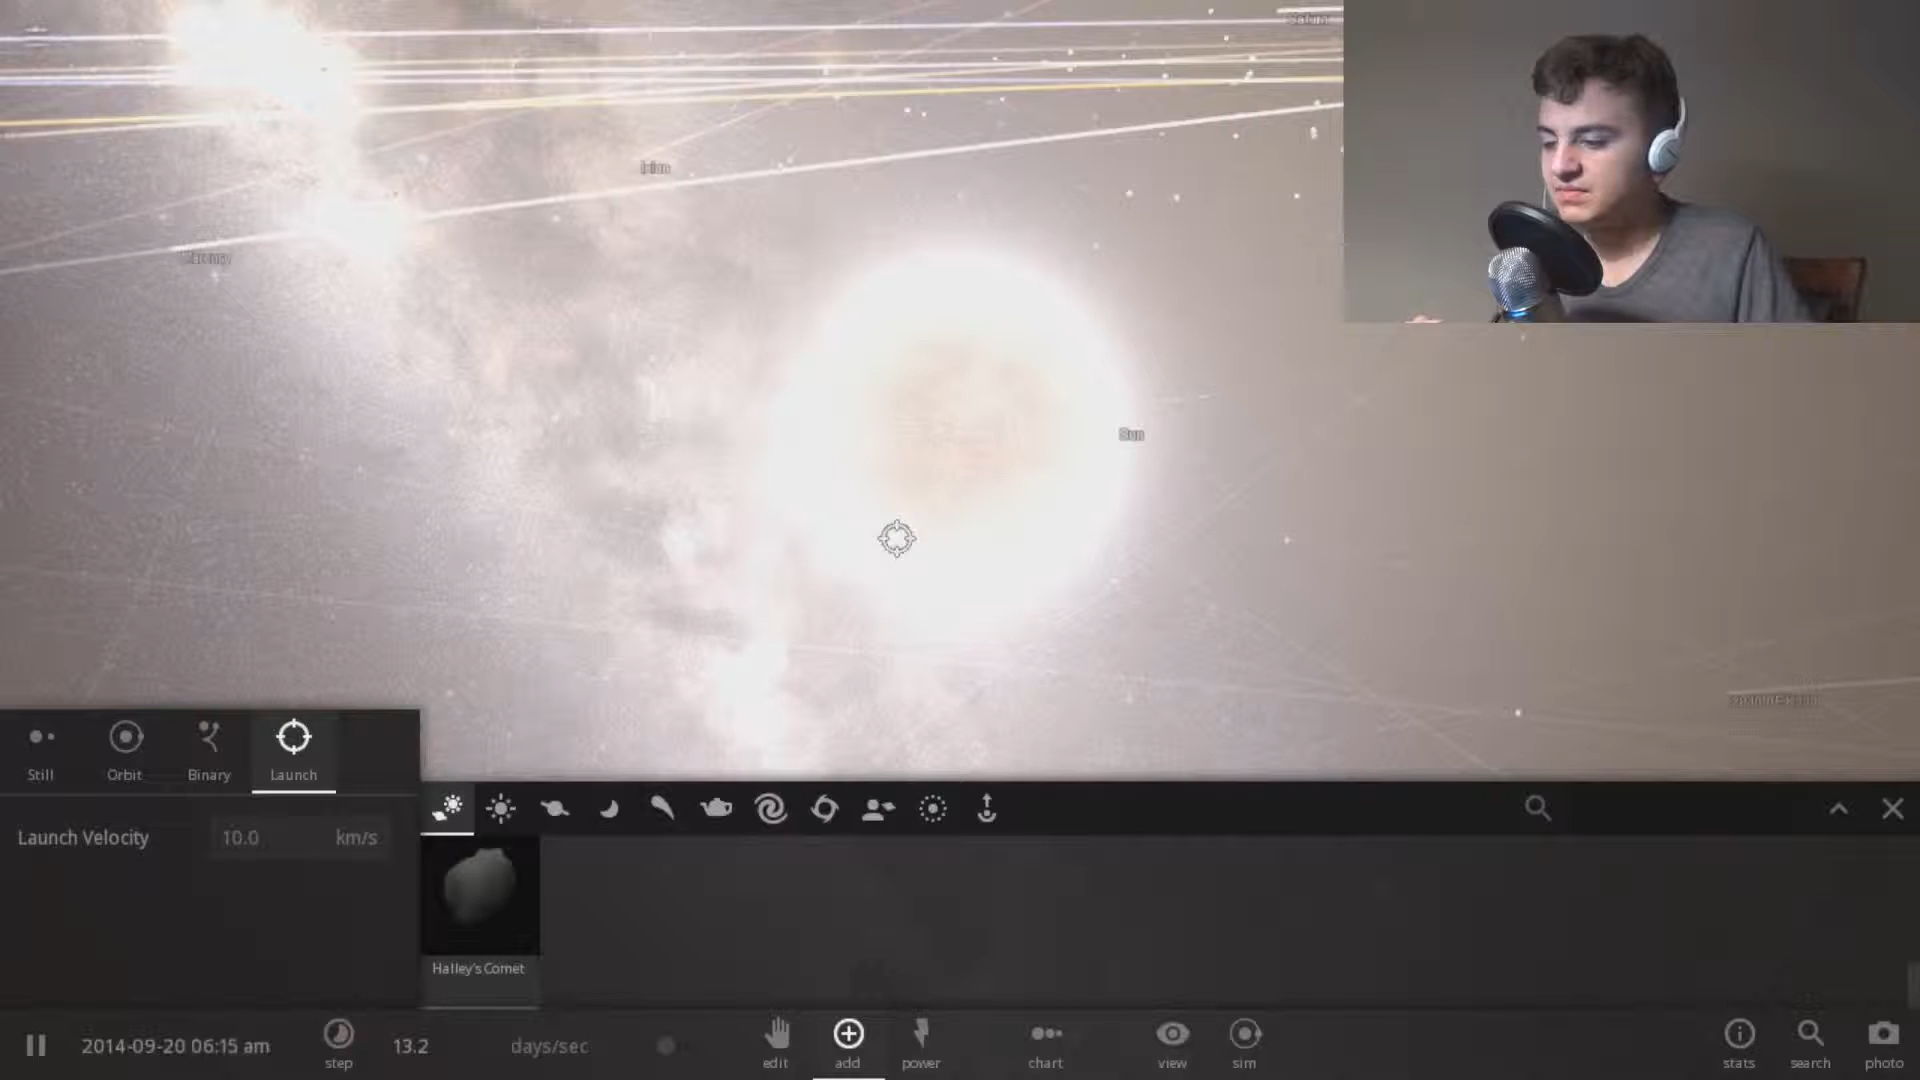 Saturn
Sun
Still
Orbit
Binary
Launch
Launch Velocity
10.0
km/s
Halley's Comet
2014-09-20 06:15 am
step
13.2
days/sec
edit
add
power
chart
view
sim
stats
search
photo